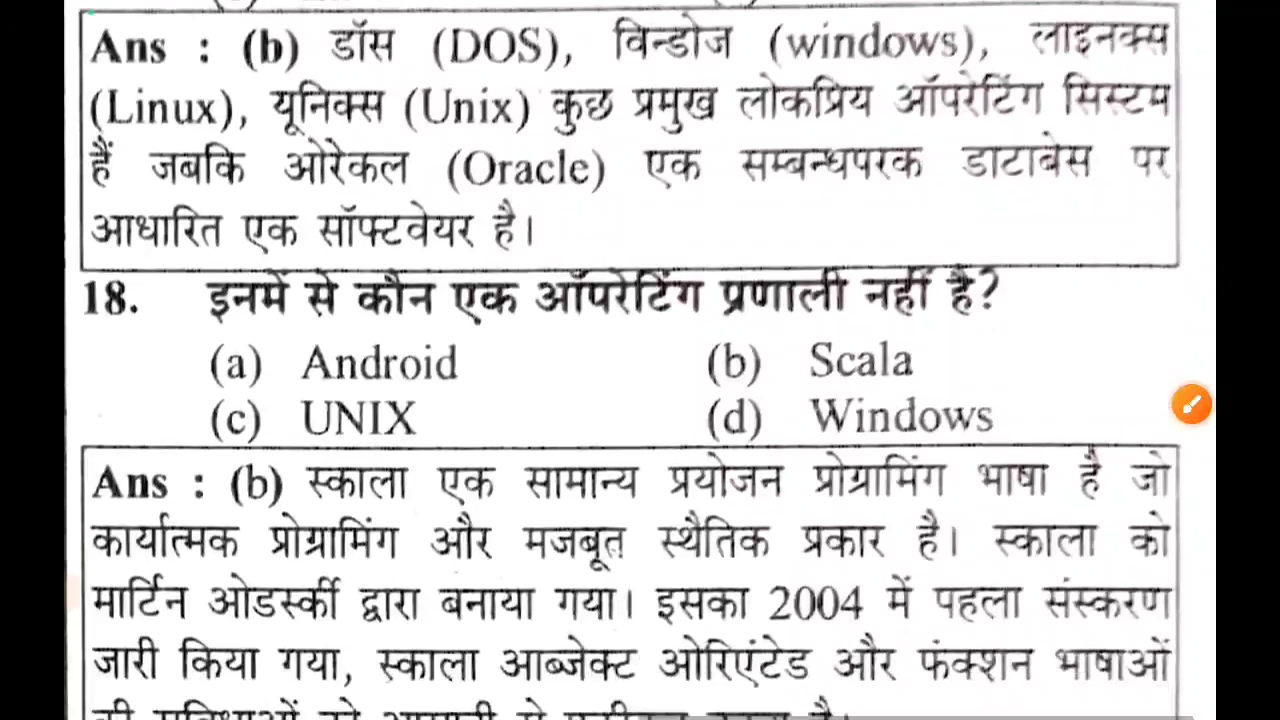 Ans : (b) डॉस (DOS), विन्डोज (windows), लाइनक्स
(Linux), यूनिक्स (Unix) कुछ प्रमुख लोकप्रिय ऑपरेटिंग सिस्टम
हैं जबकि ओरेकल (Oracle) एक सम्बन्धपरक डाटाबेस पर
आधारित एक सॉफ्टवेयर है।
18. इनमें से कौन एक ऑपरेटिंग प्रणाली नहीं है?
(a) Android (b) Scala
(c) UNIX (d) Windows
Ans : (b) स्काला एक सामान्य प्रयोजन प्रोग्रामिंग भाषा है जो
कार्यात्मक प्रोग्रामिंग और मजबूत स्थैतिक प्रकार है। स्काला को
मार्टिन ओडर्स्की द्वारा बनाया गया। इसका 2004 में पहला संस्करण
जारी किया गया, स्काला आब्जेक्ट ओरिएंटेड और फंक्शन भाषाओं